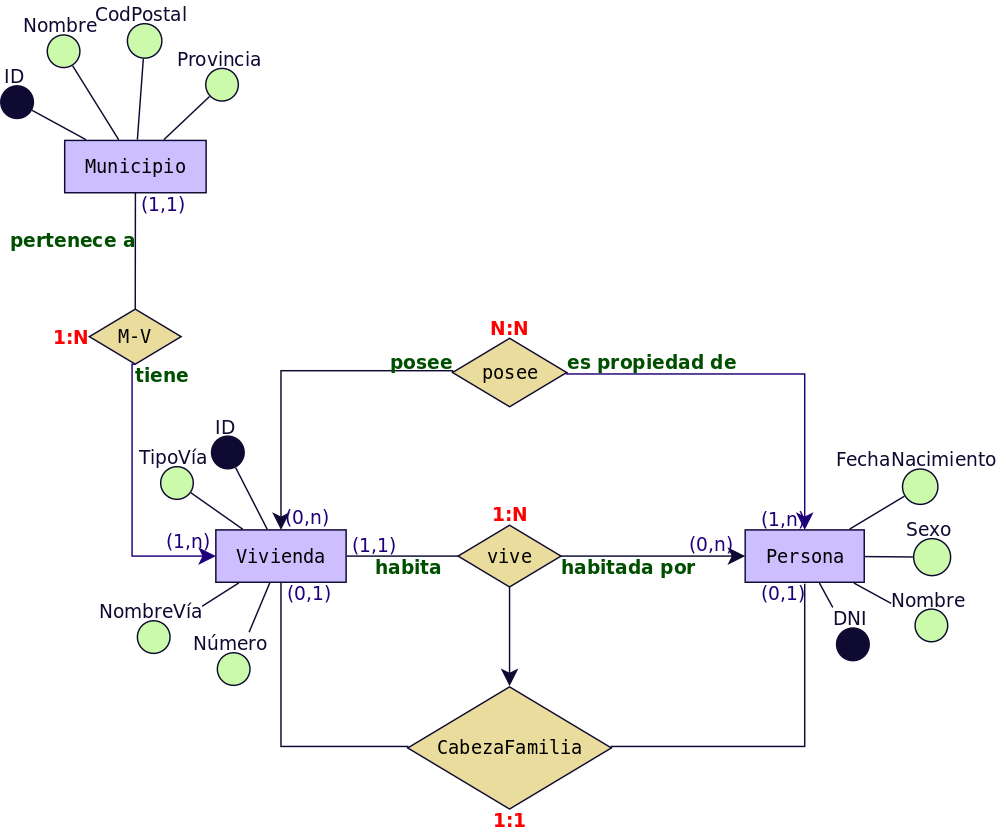 CodPostal
Nombre
Provincia
ID
Municipio
(1,1)
pertenece a
1:N
M-V
tiene
N:N
posee
posee
es propiedad de
ID
TipoVía
FechaNacimiento
(0,n)
1:N
(1,n)
Sexo
(1,n)
(1,1)
(0,n)
Vivienda
vive
Persona
habita
habitada por
(0,1)
(0,1)
NombreVía
Nombre
Número
DNI
CabezaFamilia
1:1